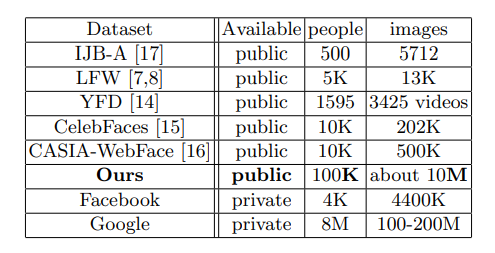 Dataset Available people images
IJB-A [17] public 500 5712
LFW [7,8] public 5K 13K
YFD [14] public 1595 3425 videos
CelebFaces [15] public 10K 202K
CASIA-WebFace [16] public 10K 500K
Ours public 100K about 10M
Facebook private 4K 4400K
Google private 8M 100-200M